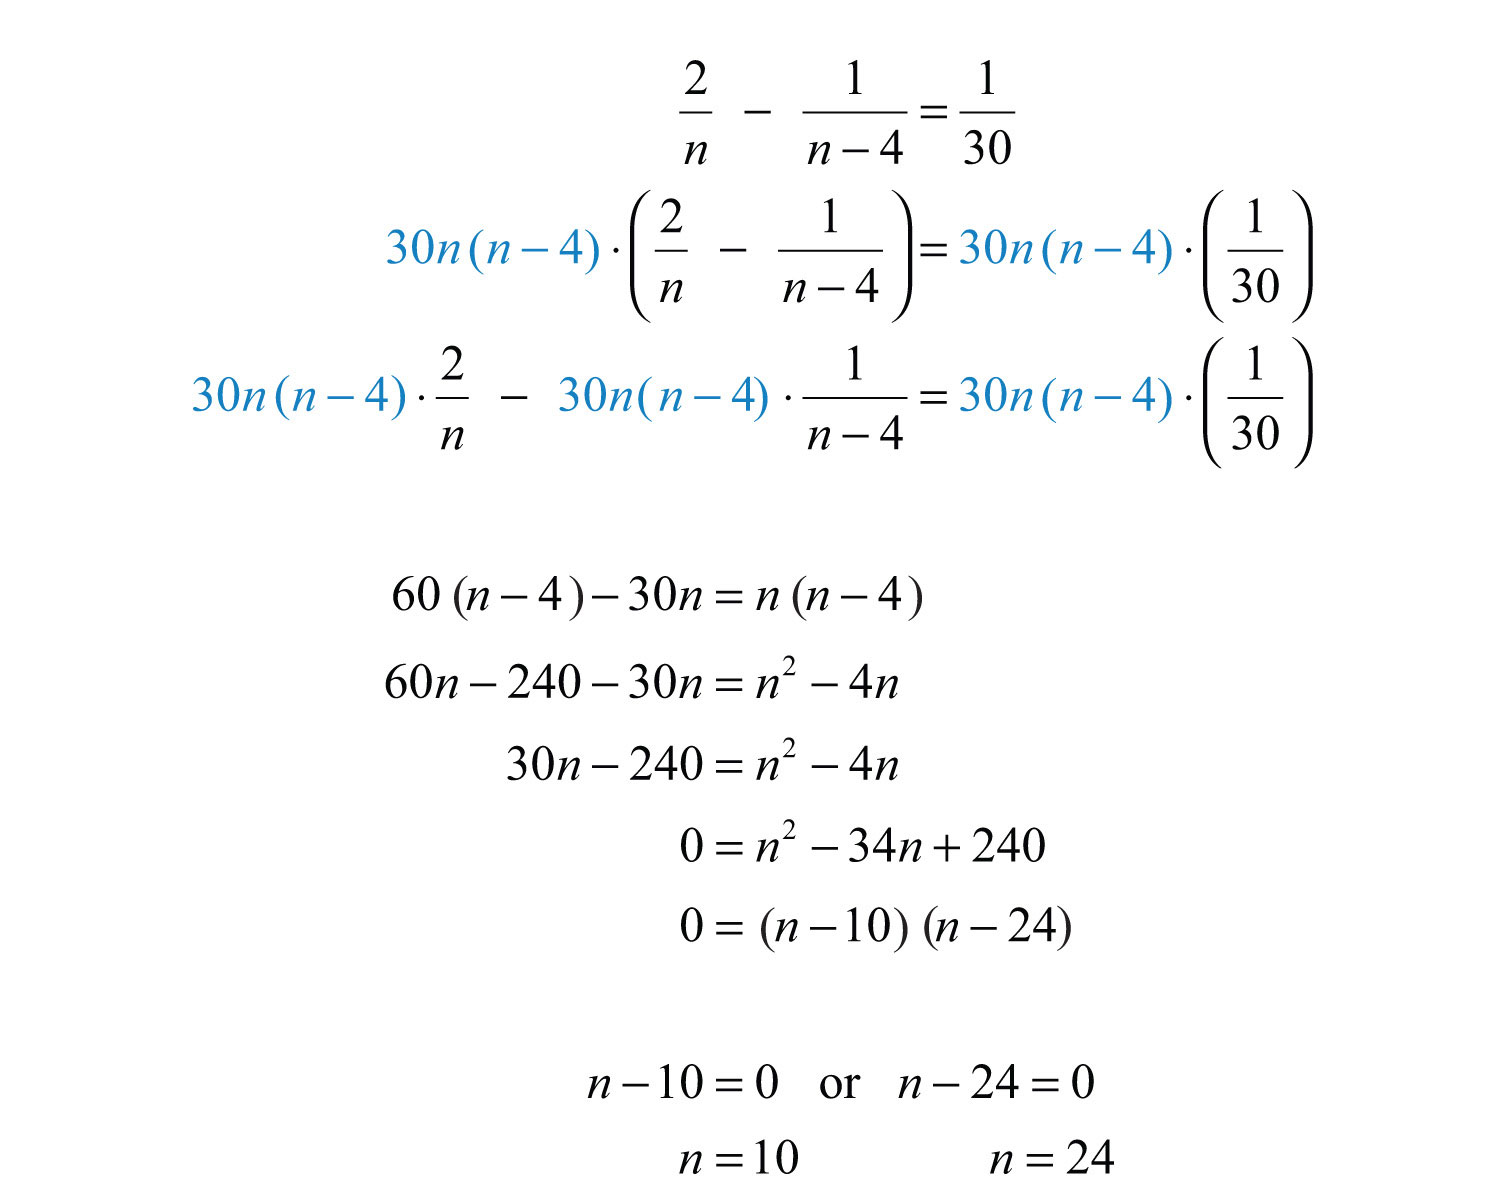 2/n − 1/(n − 4) = 1/30
30n(n − 4) · (2/n − 1/(n − 4)) = 30n(n − 4) · (1/30)
30n(n − 4) · 2/n − 30n(n − 4) · 1/(n − 4) = 30n(n − 4) · (1/30)
60(n − 4) − 30n = n(n − 4)
60n − 240 − 30n = n² − 4n
30n − 240 = n² − 4n
0 = n² − 34n + 240
0 = (n − 10)(n − 24)
n − 10 = 0 or n − 24 = 0
n = 10 n = 24